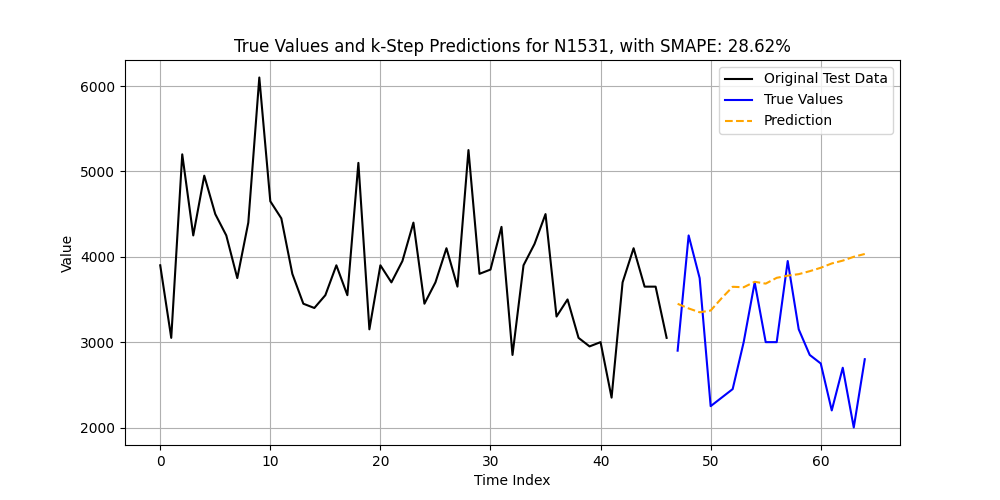 True Values and k-Step Predictions for N1531, with SMAPE: 28.62%
Original Test Data
True Values
Prediction
6000
5000
4000
3000
2000
Value
0 10 20 30 40 50 60
Time Index